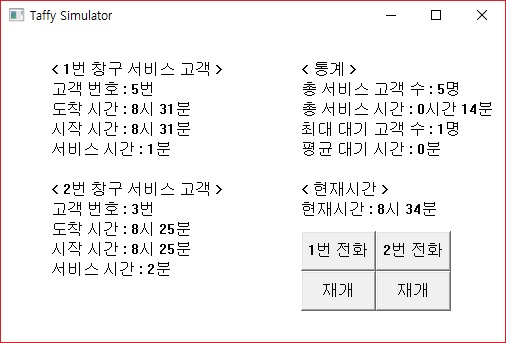 Taffy Simulator
< 1번 창구 서비스 고객 >
고객 번호 : 5번
도착 시간 : 8시 31분
시작 시간 : 8시 31분
서비스 시간 : 1분
< 2번 창구 서비스 고객 >
고객 번호 : 3번
도착 시간 : 8시 25분
시작 시간 : 8시 25분
서비스 시간 : 2분
< 통계 >
총 서비스 고객 수 : 5명
총 서비스 시간 : 0시간 14분
최대 대기 고객 수 : 1명
평균 대기 시간 : 0분
< 현재시간 >
현재시간 : 8시 34분
1번 전화 2번 전화
재개 재개